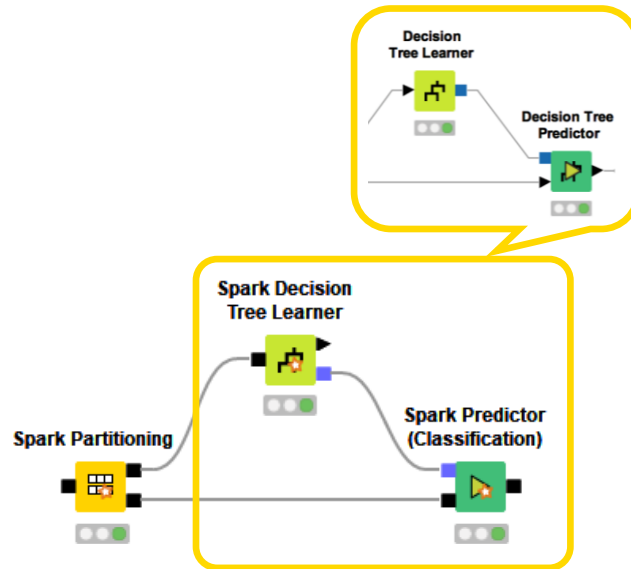 Decision
Tree Learner
Decision Tree
Predictor
Spark Decision
Tree Learner
Spark Partitioning
Spark Predictor
(Classification)